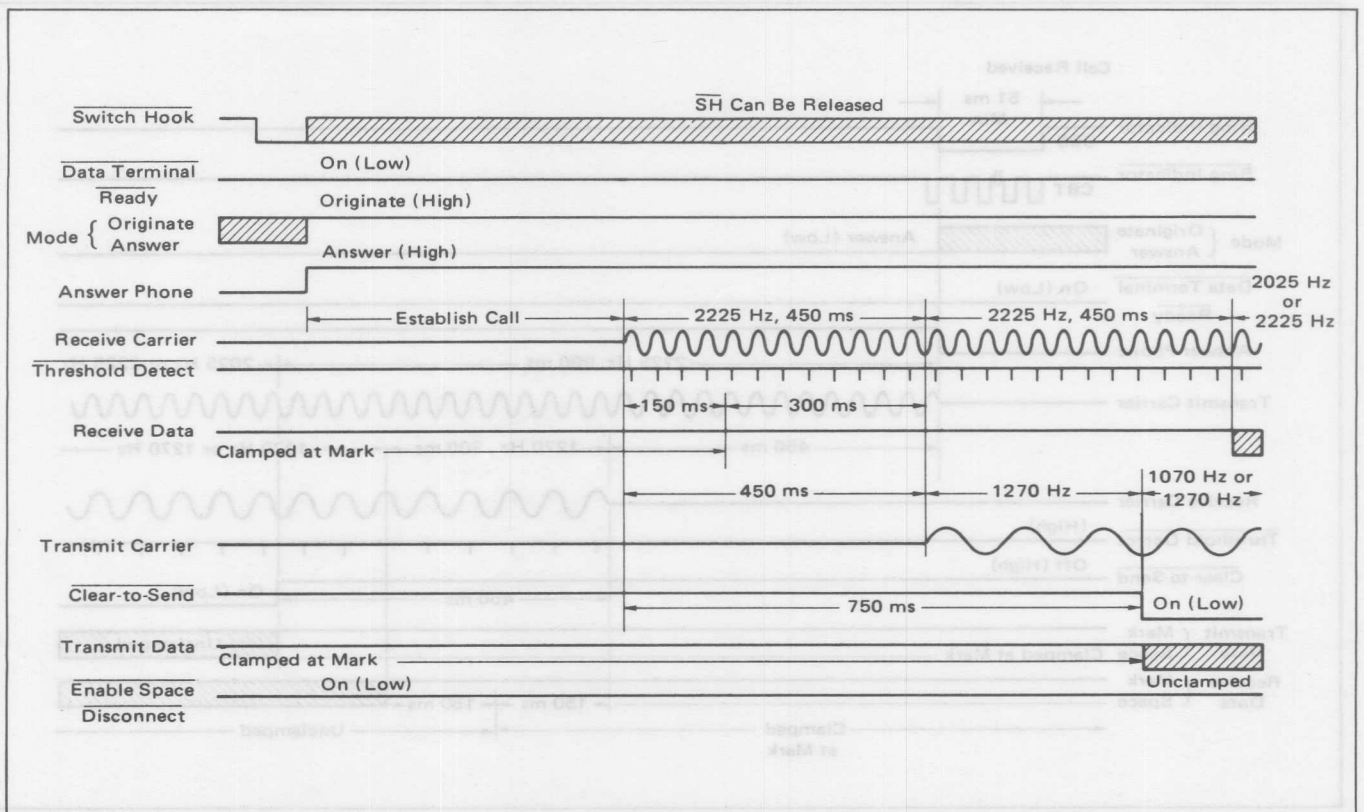 SH Can Be Released
Switch Hook
On (Low)
Data Terminal
Ready
Originate (High)
Mode { Originate
Answer
Answer (High)
Answer Phone
2025 Hz
or
2225 Hz
Establish Call
2225 Hz, 450 ms
2225 Hz, 450 ms
Receive Carrier
Threshold Detect
150 ms
300 ms
Receive Data
Clamped at Mark
1070 Hz or
1270 Hz
450 ms
1270 Hz
Transmit Carrier
Clear-to-Send
750 ms
On (Low)
Transmit Data
Clamped at Mark
Unclamped
Enable Space
Disconnect
On (Low)